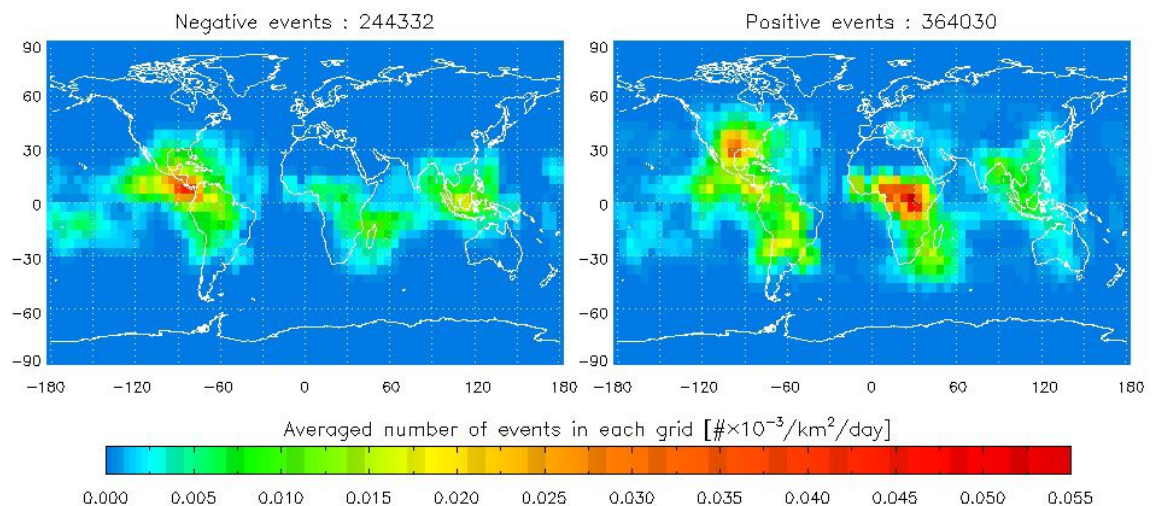 Negative events : 244332
Positive events : 364030
90
60
30
0
-30
-60
-90
-180 -120 -60 0 60 120 180
90
60
30
0
-30
-60
-90
-180 -120 -60 0 60 120 180
Averaged number of events in each grid [#×10⁻³/km²/day]
0.000 0.005 0.010 0.015 0.020 0.025 0.030 0.035 0.040 0.045 0.050 0.055